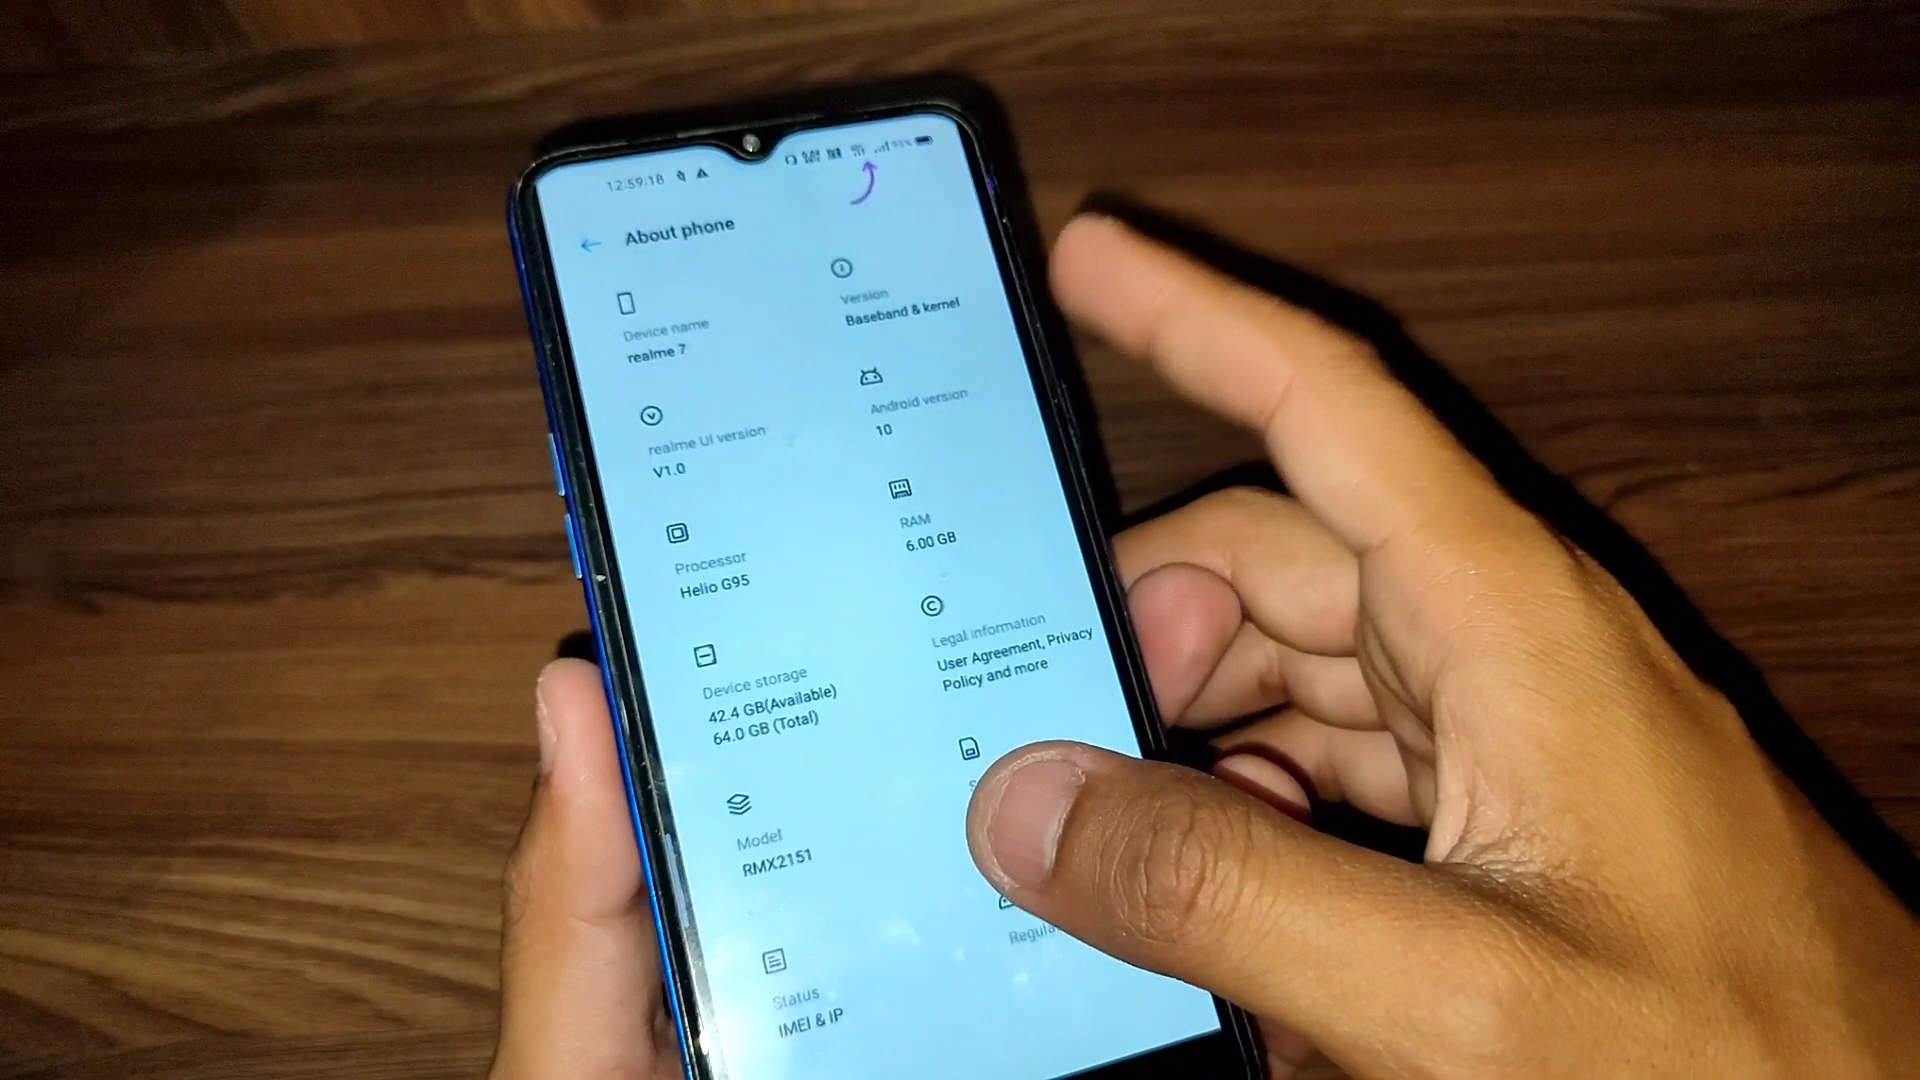 12:59:18
95%
About phone
Device name
realme 7
Version
Baseband & kernel
realme UI version
V1.0
Android version
10
Processor
Helio G95
RAM
6.00 GB
Device storage
42.4 GB(Available)
64.0 GB (Total)
Legal information
User Agreement, Privacy
Policy and more
Model
RMX2151
S
Regula
Status
IMEI & IP